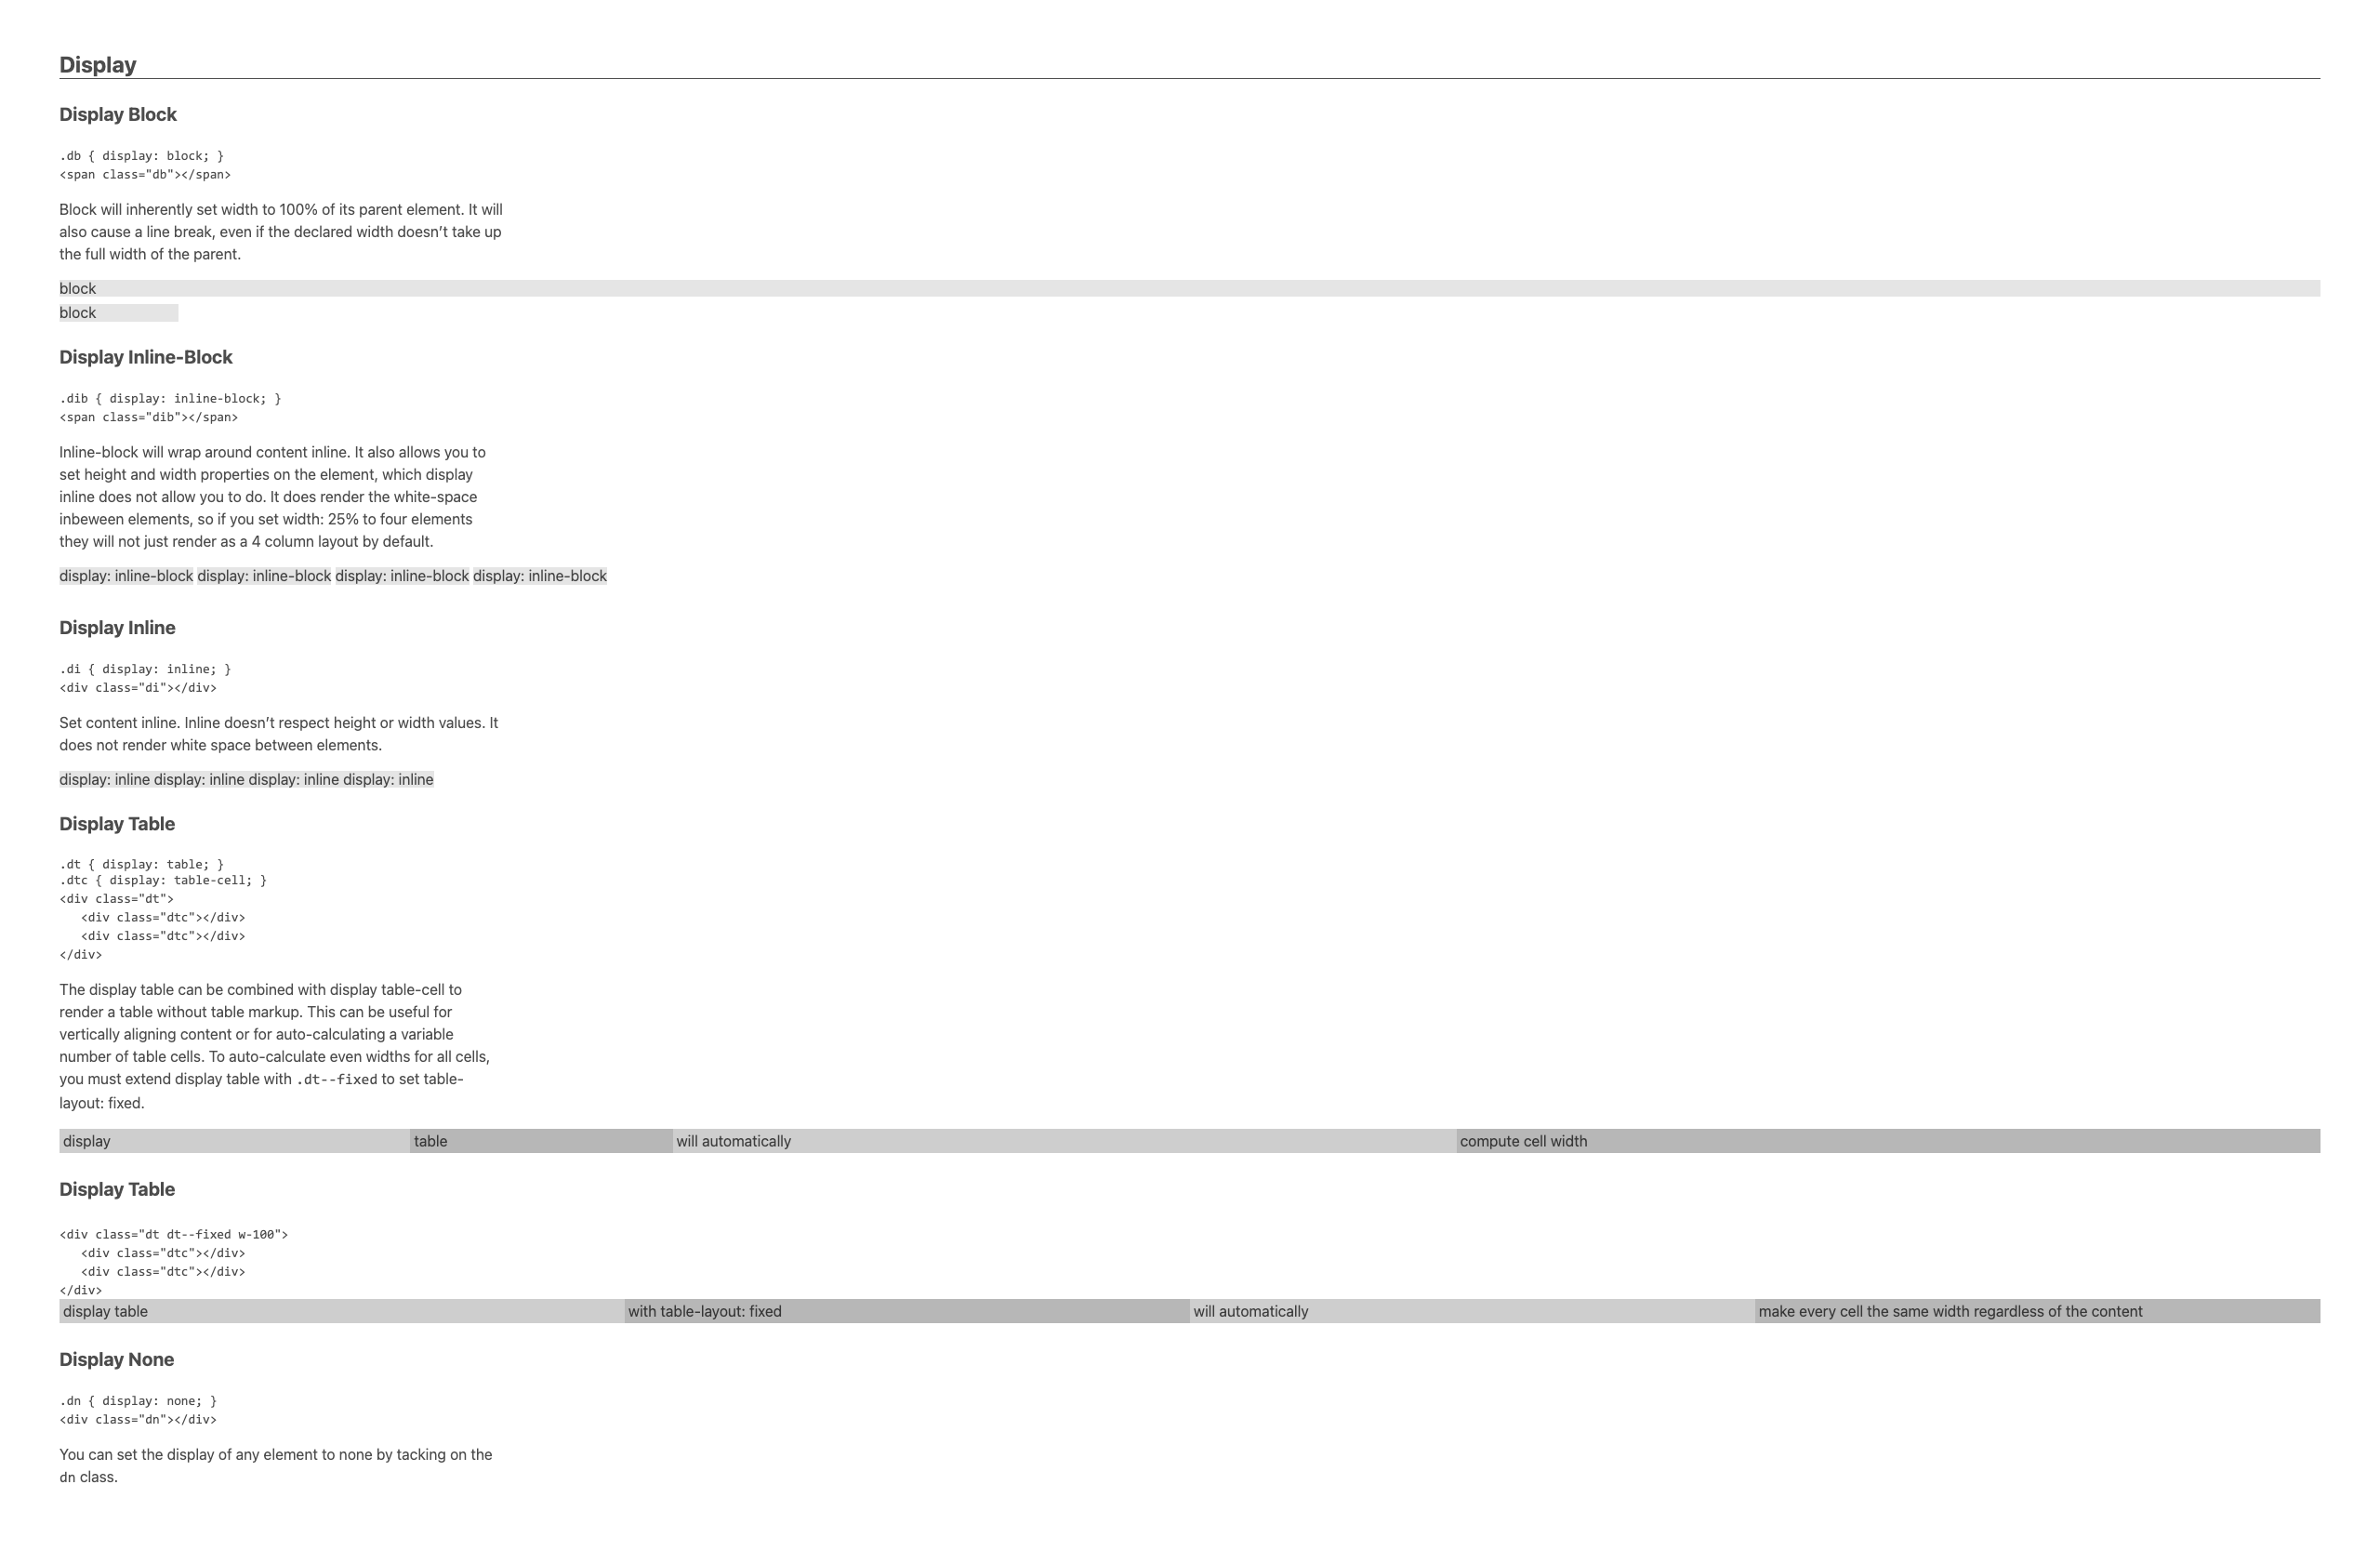 Display
Display Block
.db { display: block; }
<span class="db"></span>
Block will inherently set width to 100% of its parent element. It will
also cause a line break, even if the declared width doesn’t take up
the full width of the parent.
block
block
Display Inline-Block
.dib { display: inline-block; }
<span class="dib"></span>
Inline-block will wrap around content inline. It also allows you to
set height and width properties on the element, which display
inline does not allow you to do. It does render the white-space
inbeween elements, so if you set width: 25% to four elements
they will not just render as a 4 column layout by default.
display: inline-block display: inline-block display: inline-block display: inline-block
Display Inline
.di { display: inline; }
<div class="di"></div>
Set content inline. Inline doesn’t respect height or width values. It
does not render white space between elements.
display: inline display: inline display: inline display: inline
Display Table
.dt { display: table; }
.dtc { display: table-cell; }
<div class="dt">
   <div class="dtc"></div>
   <div class="dtc"></div>
</div>
The display table can be combined with display table-cell to
render a table without table markup. This can be useful for
vertically aligning content or for auto-calculating a variable
number of table cells. To auto-calculate even widths for all cells,
you must extend display table with .dt--fixed to set table-
layout: fixed.
display table will automatically compute cell width
Display Table
<div class="dt dt--fixed w-100">
   <div class="dtc"></div>
   <div class="dtc"></div>
</div>
display table with table-layout: fixed will automatically make every cell the same width regardless of the content
Display None
.dn { display: none; }
<div class="dn"></div>
You can set the display of any element to none by tacking on the
dn class.